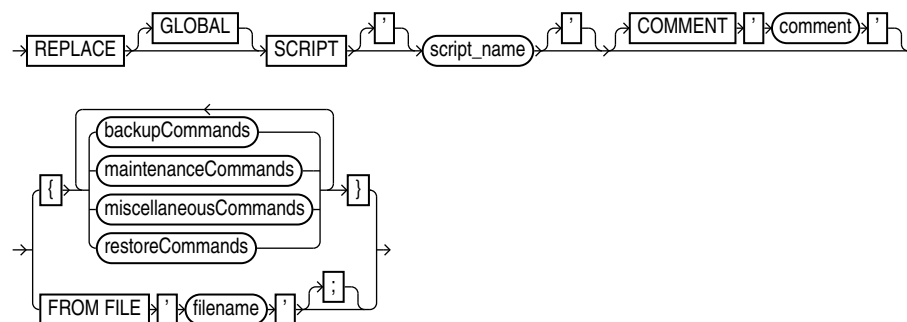 REPLACE GLOBAL SCRIPT ' script_name ' COMMENT ' comment '
{ backupCommands }
maintenanceCommands
miscellaneousCommands
restoreCommands
FROM FILE ' filename ' ;